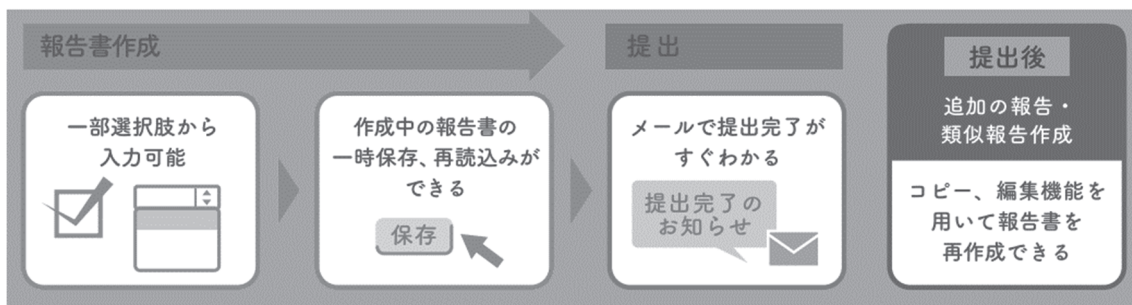 報告書作成
一部選択肢から
入力可能
作成中の報告書の
一時保存、再読込みが
できる
保存
提出
メールで提出完了が
すぐわかる
提出完了の
お知らせ
提出後
追加の報告・
類似報告作成
コピー、編集機能を
用いて報告書を
再作成できる